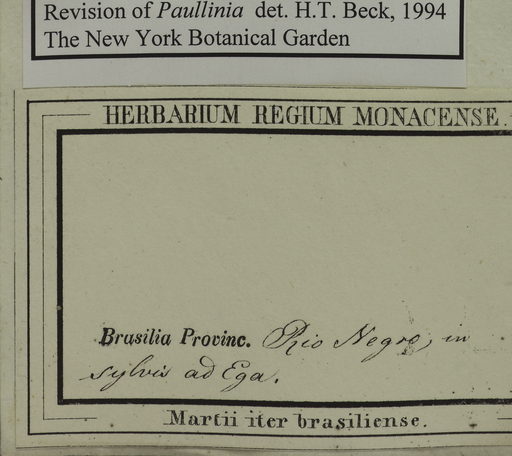 Revision of Paullinia det. H.T. Beck, 1994
The New York Botanical Garden
HERBARIUM REGIUM MONACENSE.
Brasilia Provinc. Rio Negro, in
sylvis ad Ega.
Martii iter brasiliense.